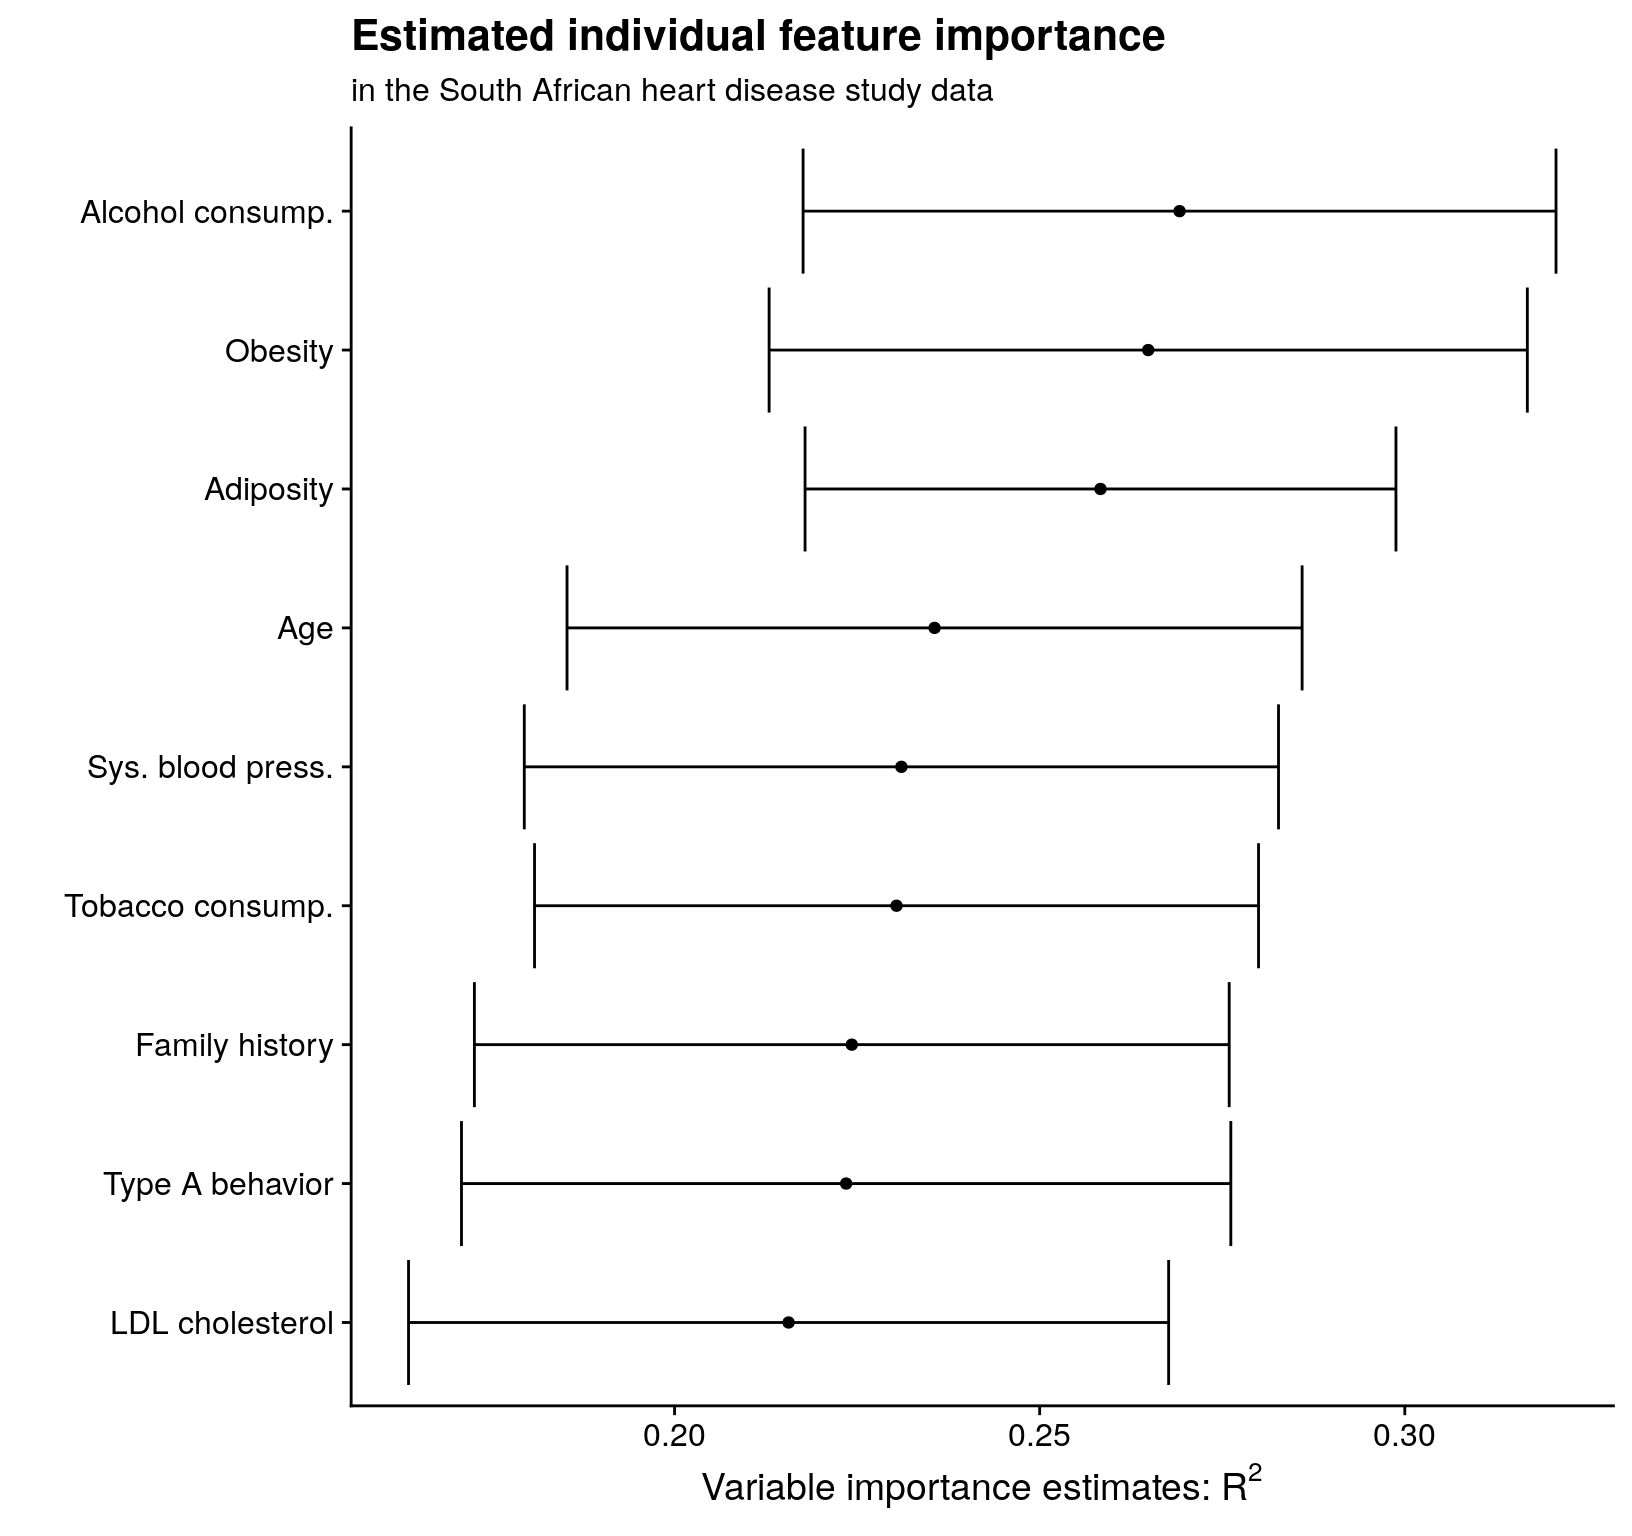 Estimated individual feature importance
in the South African heart disease study data
Alcohol consump.
Obesity
Adiposity
Age
Sys. blood press.
Tobacco consump.
Family history
Type A behavior
LDL cholesterol
0.20 0.25 0.30
Variable importance estimates: R²